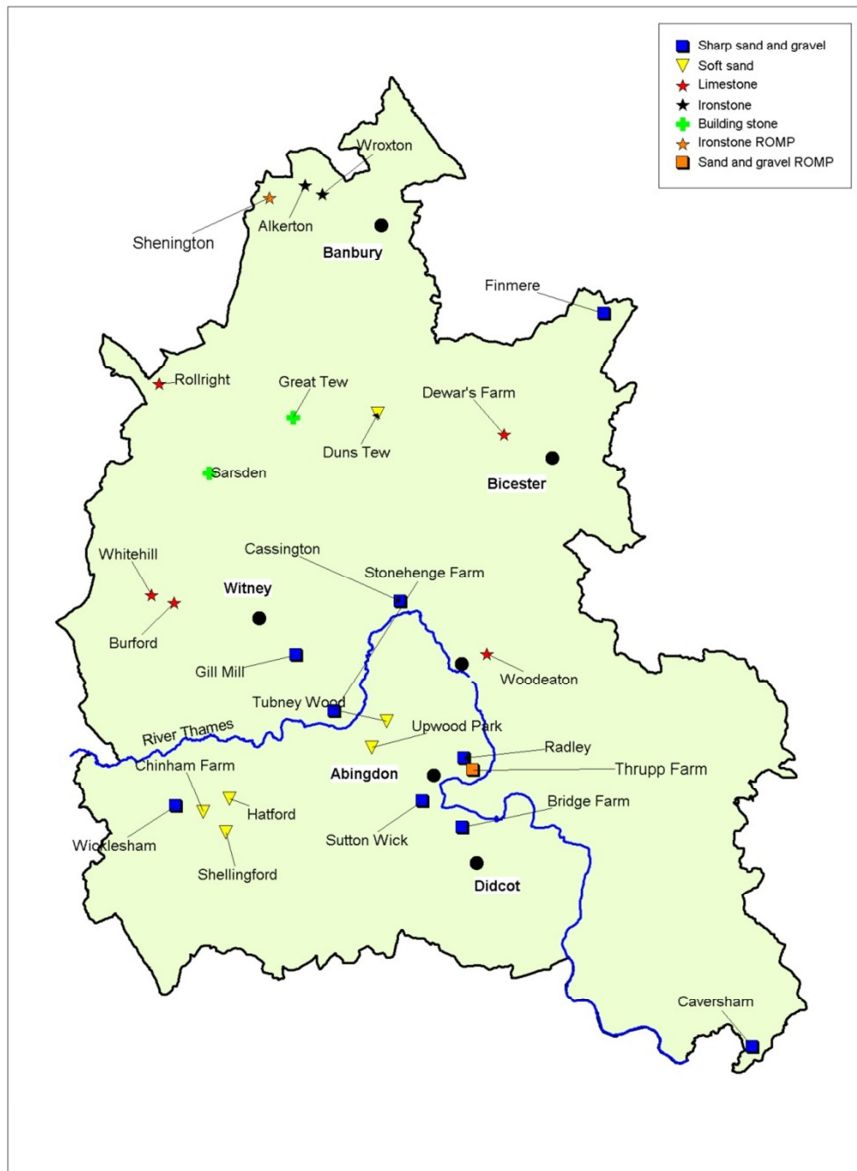 Sharp sand and gravel
Soft sand
Limestone
Ironstone
Building stone
Ironstone ROMP
Sand and gravel ROMP
Wroxton
Alkerton
Shenington
Banbury
Finmere
Rollright
Great Tew
Dewar's Farm
Duns Tew
Sarsden
Bicester
Cassington
Whitehill
Stonehenge Farm
Witney
Burford
Gill Mill
Woodeaton
Tubney Wood
River Thames
Upwood Park
Radley
Chinham Farm
Abingdon
Thrupp Farm
Hatford
Bridge Farm
Wicklesham
Sutton Wick
Shellingford
Didcot
Caversham